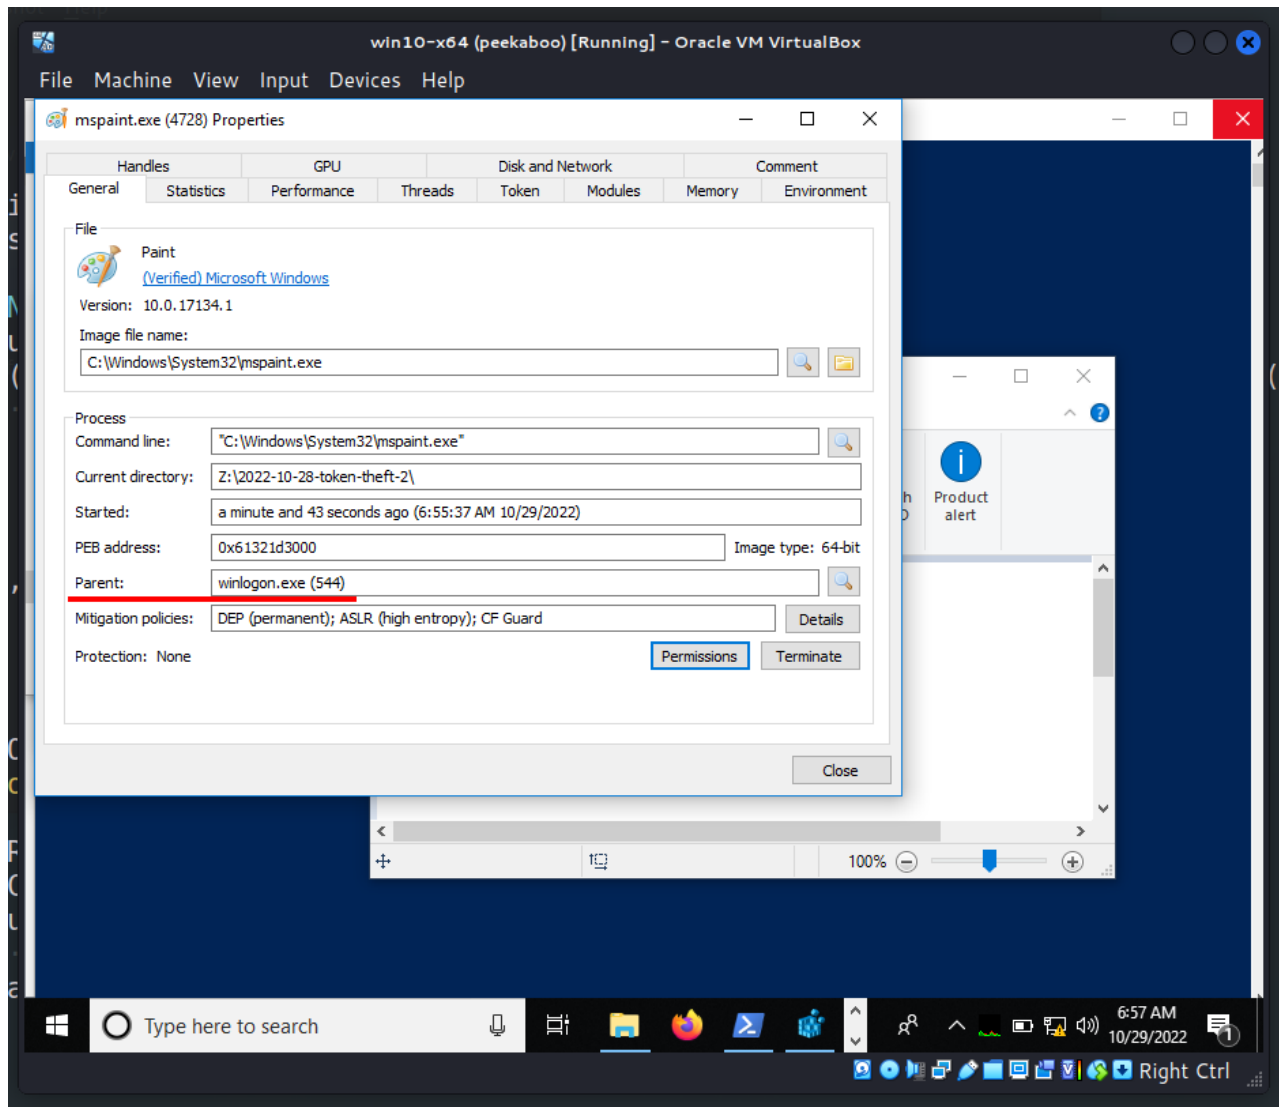 win10-x64 (peekaboo) [Running] - Oracle VM VirtualBox
File Machine View Input Devices Help
mspaint.exe (4728) Properties
Handles GPU Disk and Network Comment
General Statistics Performance Threads Token Modules Memory Environment
File
Paint
(Verified) Microsoft Windows
Version: 10.0.17134.1
Image file name:
C:\Windows\System32\mspaint.exe
Process
Command line: "C:\Windows\System32\mspaint.exe"
Current directory: Z:\2022-10-28-token-theft-2\
Started: a minute and 43 seconds ago (6:55:37 AM 10/29/2022)
PEB address: 0x61321d3000 Image type: 64-bit
Parent: winlogon.exe (544)
Mitigation policies: DEP (permanent); ASLR (high entropy); CF Guard Details
Protection: None Permissions Terminate
Close
Product
alert
100%
Type here to search
6:57 AM
10/29/2022
1
Right Ctrl